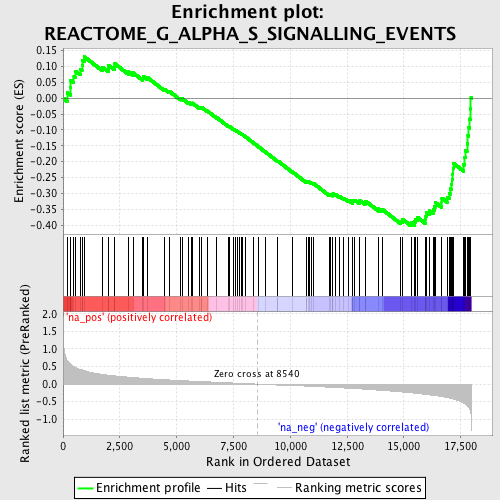 Enrichment plot:
REACTOME_G_ALPHA_S_SIGNALLING_EVENTS
Enrichment score (ES)
0.15
0.10
0.05
0.00
-0.05
-0.10
-0.15
-0.20
-0.25
-0.30
-0.35
-0.40
Ranked list metric (PreRanked)
'na_pos' (positively correlated)
2.0
1.5
1.0
0.5
0.0
-0.5
-1.0
Zero cross at 8540
'na_neg' (negatively correlated)
0 2,500 5,000 7,500 10,000 12,500 15,000 17,500
Rank in Ordered Dataset
Enrichment profile Hits Ranking metric scores